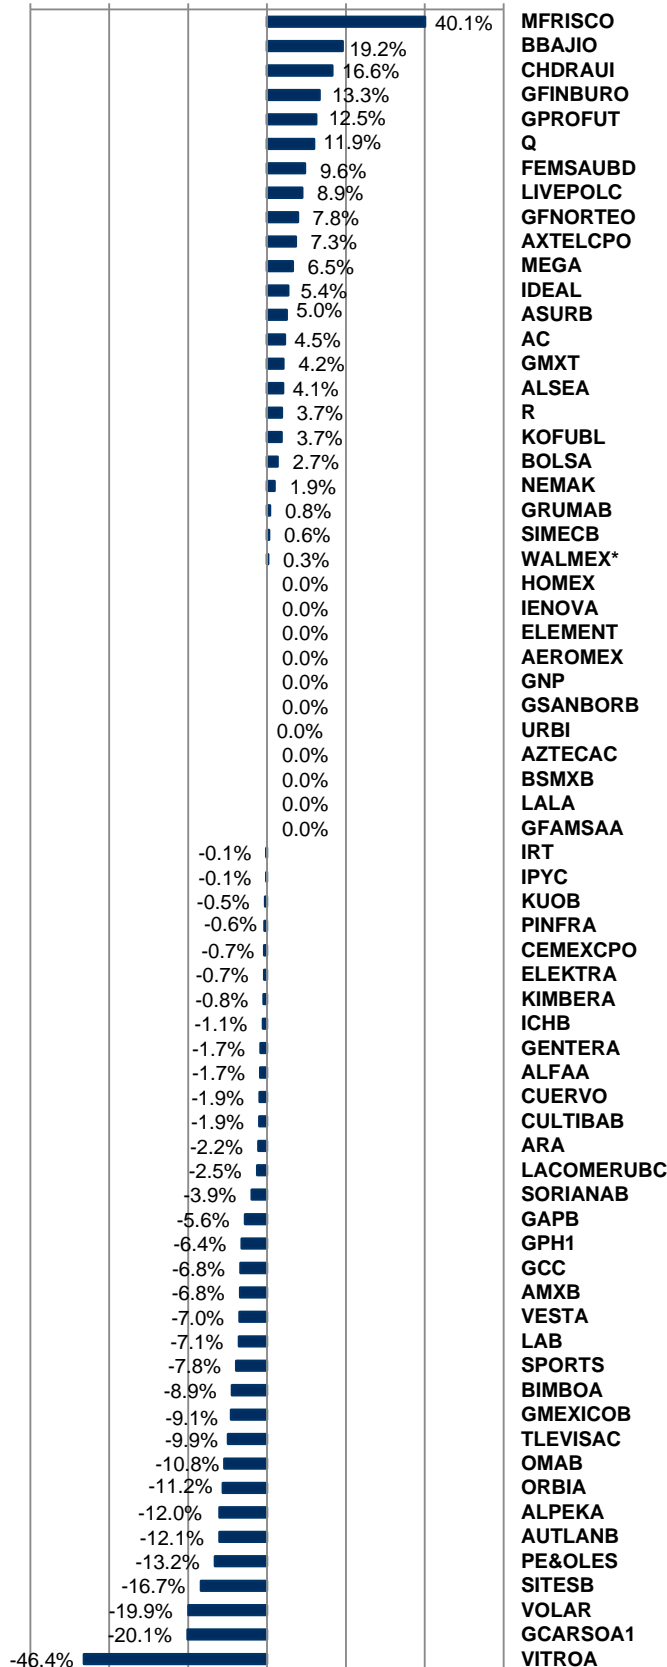 40.1% MFRISCO
19.2% BBAJIO
16.6% CHDRAUI
13.3% GFINBURO
12.5% GPROFUT
11.9% Q
9.6% FEMSAUBD
8.9% LIVEPOLC
7.8% GFNORTEO
7.3% AXTELCPO
6.5% MEGA
5.4% IDEAL
5.0% ASURB
4.5% AC
4.2% GMXT
4.1% ALSEA
3.7% R
3.7% KOFUBL
2.7% BOLSA
1.9% NEMAK
0.8% GRUMAB
0.6% SIMECB
0.3% WALMEX*
0.0% HOMEX
0.0% IENOVA
0.0% ELEMENT
0.0% AEROMEX
0.0% GNP
0.0% GSANBORB
0.0% URBI
0.0% AZTECAC
0.0% BSMXB
0.0% LALA
0.0% GFAMSAA
-0.1% IRT
-0.1% IPYC
-0.5% KUOB
-0.6% PINFRA
-0.7% CEMEXCPO
-0.7% ELEKTRA
-0.8% KIMBERA
-1.1% ICHB
-1.7% GENTERA
-1.7% ALFAA
-1.9% CUERVO
-1.9% CULTIBAB
-2.2% ARA
-2.5% LACOMERUBC
-3.9% SORIANAB
-5.6% GAPB
-6.4% GPH1
-6.8% GCC
-6.8% AMXB
-7.0% VESTA
-7.1% LAB
-7.8% SPORTS
-8.9% BIMBOA
-9.1% GMEXICOB
-9.9% TLEVISAC
-10.8% OMAB
-11.2% ORBIA
-12.0% ALPEKA
-12.1% AUTLANB
-13.2% PE&OLES
-16.7% SITESB
-19.9% VOLAR
-20.1% GCARSOA1
-46.4% VITROA